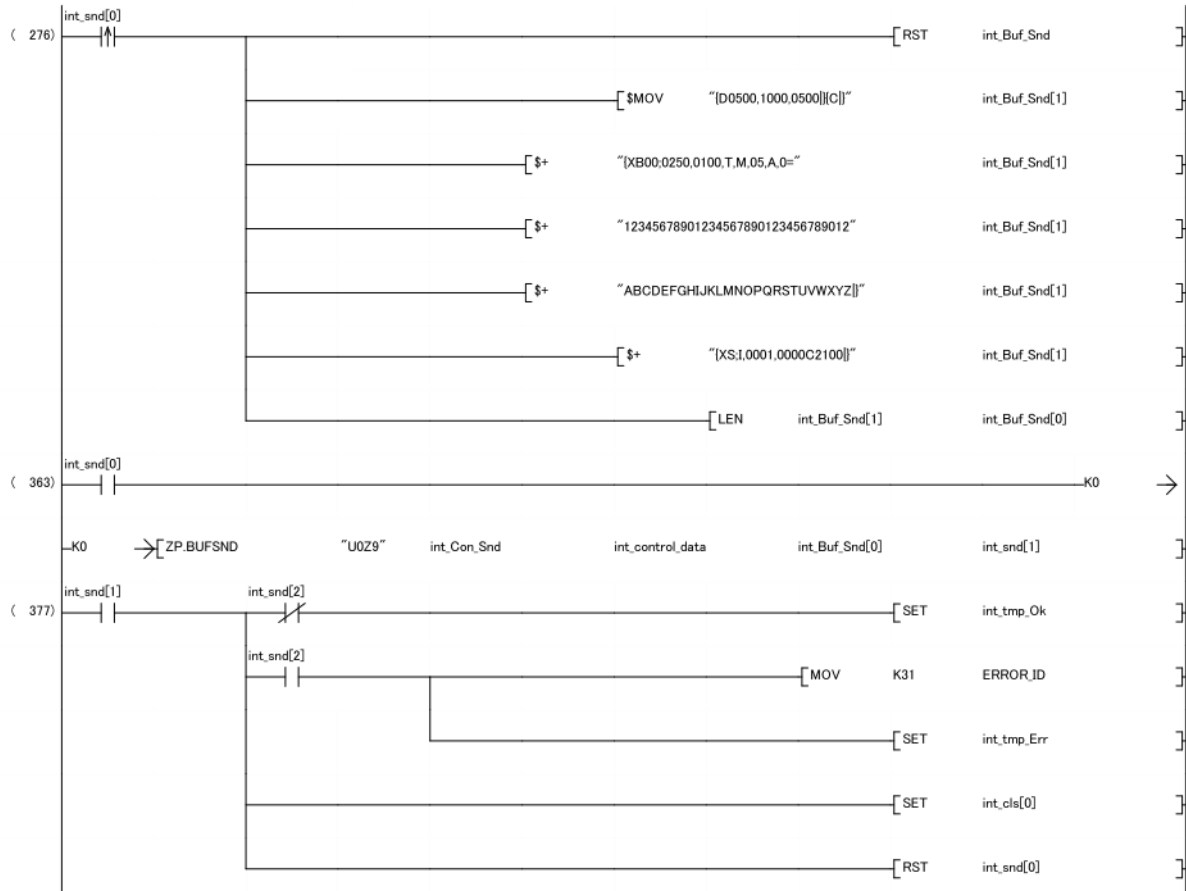 int_snd[0]
( 276) RST int_Buf_Snd
$MOV "{D0500,1000,0500|}{C|}" int_Buf_Snd[1]
$+ "{XB00;0250,0100,T,M,05,A,0=" int_Buf_Snd[1]
$+ "12345678901234567890123456789012" int_Buf_Snd[1]
$+ "ABCDEFGHIJKLMNOPQRSTUVWXYZ|}" int_Buf_Snd[1]
$+ "{XS;I,0001,0000C2100|}" int_Buf_Snd[1]
LEN int_Buf_Snd[1] int_Buf_Snd[0]
int_snd[0]
( 363) K0
K0 ZP.BUFSND "U0Z9" int_Con_Snd int_control_data int_Buf_Snd[0] int_snd[1]
int_snd[1] int_snd[2]
( 377) SET int_tmp_Ok
int_snd[2]
MOV K31 ERROR_ID
SET int_tmp_Err
SET int_cls[0]
RST int_snd[0]